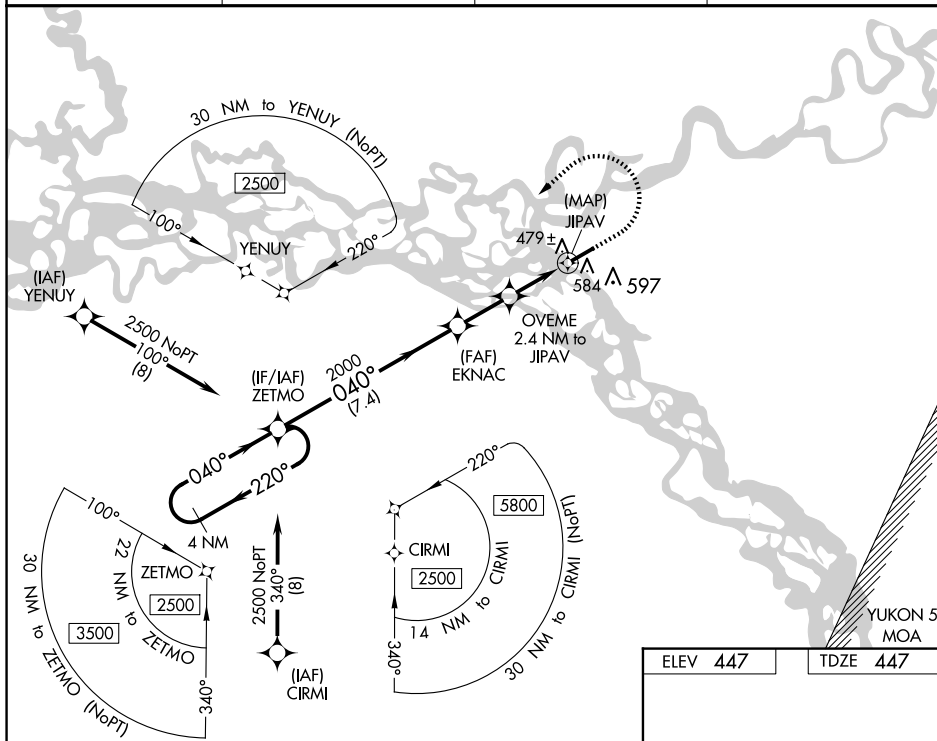 30 NM to YENUY (NoPT)
2500
100°
YENUY
220°
(MAP)
JIPAV
479±
584
597
(IAF)
YENUY
2500 NoPT
100°
(8)
OVEME
2.4 NM to
JIPAV
(FAF)
EKNAC
(IF/IAF)
ZETMO
2000
040°
(7.4)
040°
220°
4 NM
100°
ZETMO
2500
22 NM to ZETMO
3500
30 NM to ZETMO (NoPT)
340°
2500 NoPT
340°
(8)
(IAF)
CIRMI
220°
5800
CIRMI
2500
14 NM to CIRMI
30 NM to CIRMI (NoPT)
340°
YUKON 5
MOA
ELEV 447
TDZE 447